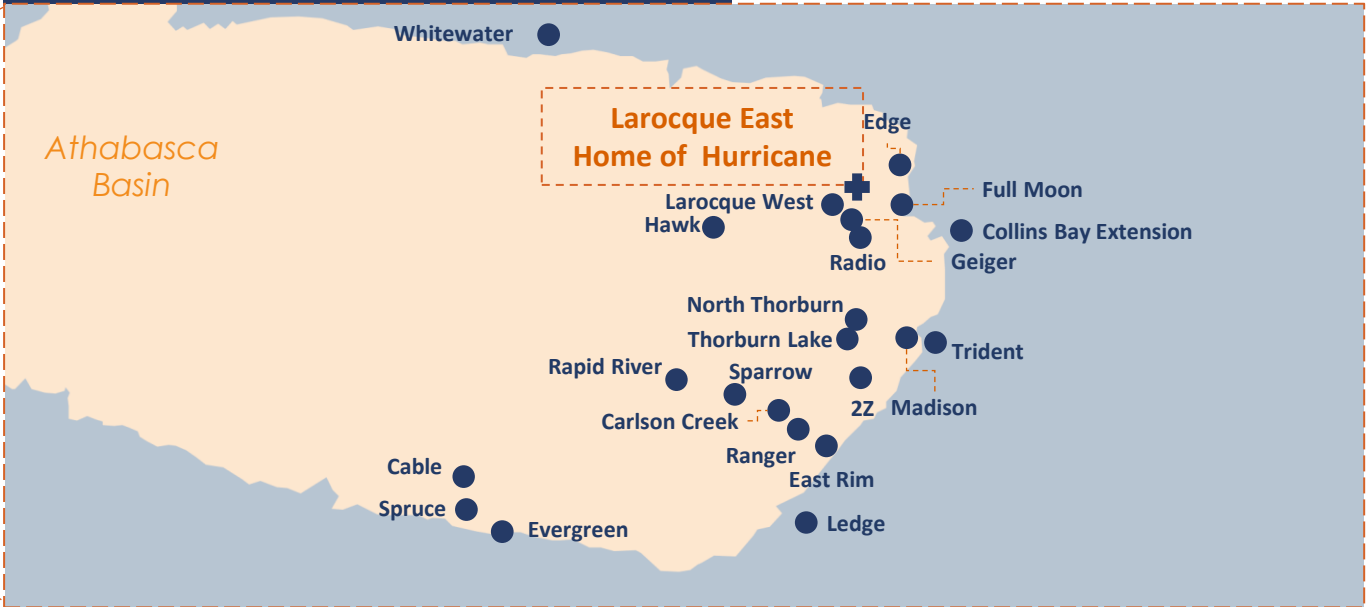 Whitewater
Larocque East
Home of Hurricane
Edge
Athabasca
Basin
Full Moon
Larocque West
Hawk
Collins Bay Extension
Radio
Geiger
North Thorburn
Thorburn Lake
Trident
Rapid River
Sparrow
2Z
Madison
Carlson Creek
Ranger
East Rim
Cable
Spruce
Evergreen
Ledge